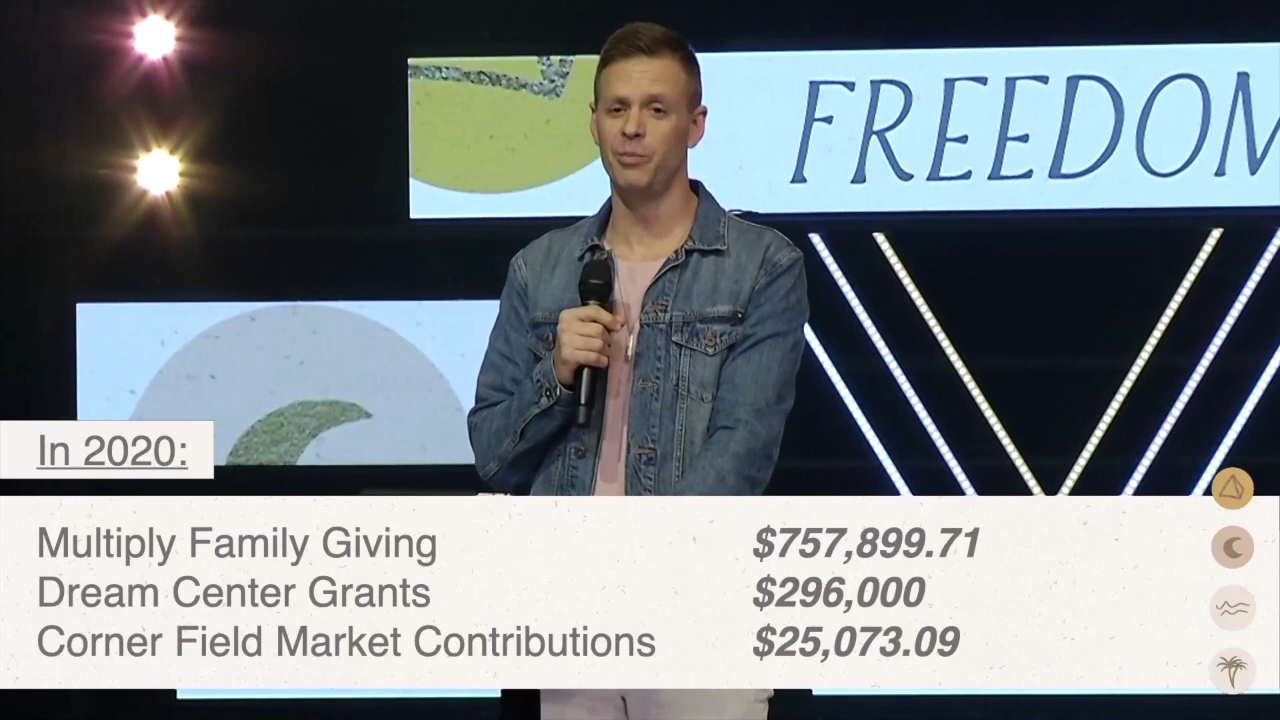 FREEDOM
In 2020:
Multiply Family Giving $757,899.71
Dream Center Grants $296,000
Corner Field Market Contributions $25,073.09